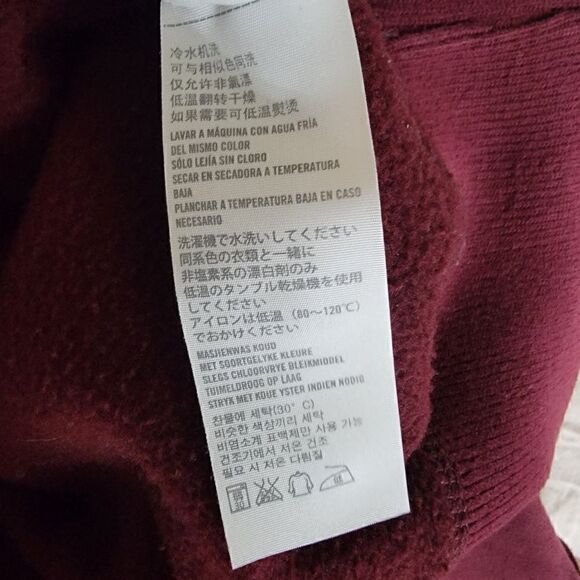 冷水机洗
可与相似色同洗
仅允许非氯漂
低温翻转干燥
如果需要可低温熨烫
LAVAR A MÁQUINA CON AGUA FRÍA
DEL MISMO COLOR
SÓLO LEJÍA SIN CLORO
SECAR EN SECADORA A TEMPERATURA
BAJA
PLANCHAR A TEMPERATURA BAJA EN CASO
NECESARIO
洗濯機で水洗いしてください
同系色の衣類と一緒に
非塩素系の漂白剤のみ
低温のタンブル乾燥機を使用
してください
アイロンは低温（80～120℃）
でおかけください
MASJIENWAS KOUD
MET SOORTGELYKE KLEURE
SLEGS CHLOORVRYE BLEIKMIDDEL
TUIMELDROOG OP LAAG
STRYK MET KOUE YSTER INDIEN NODIG
찬물에 세탁(30° C)
비슷한 색상끼리 세탁
비염소계 표백제만 사용 가능
건조기에서 저온 건조
필요 시 저온 다림질